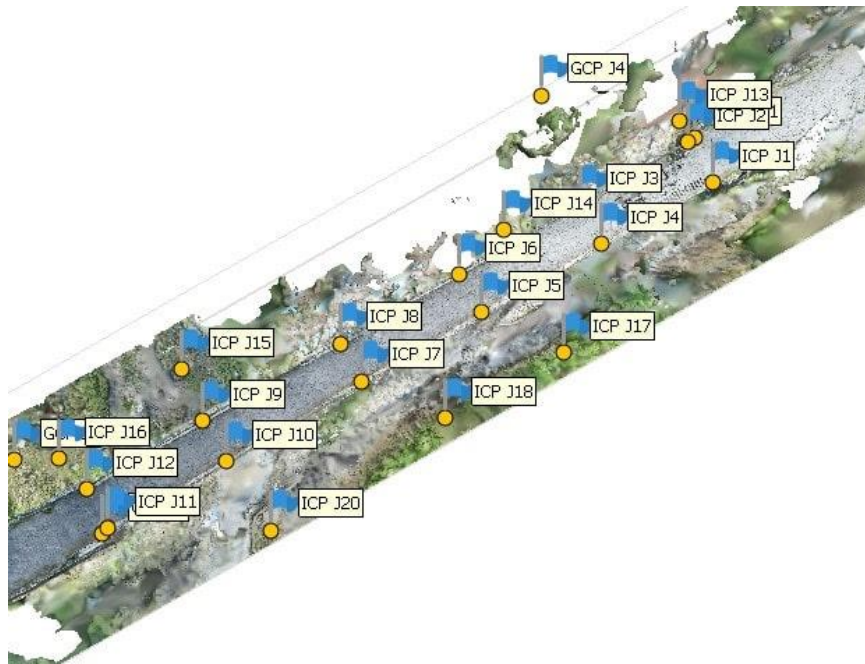 GCP J4
ICP J13
ICP J2
ICP J1
ICP J3
ICP J14
ICP J4
ICP J6
ICP J5
ICP J8
ICP J17
ICP J15
ICP J7
ICP J9
ICP J18
ICP J16
ICP J10
ICP J12
ICP J11
ICP J20